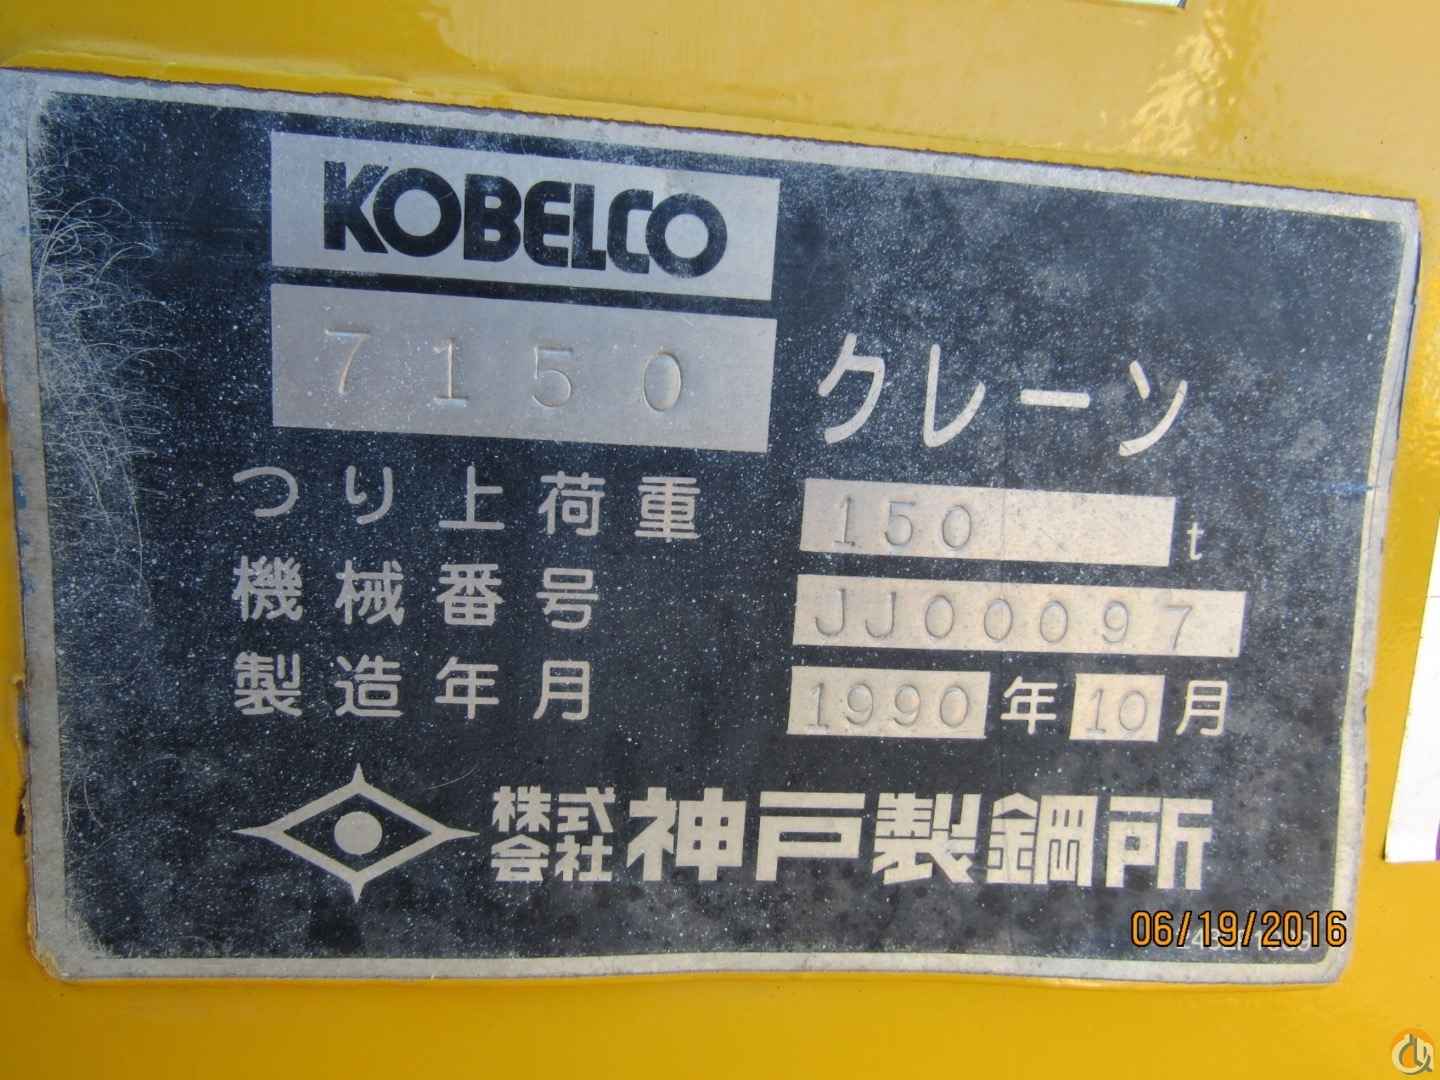 KOBELCO
7150 クレーン
つり上荷重 150 t
機械番号 JJ00097
製造年月 1990年10月
株式会社 神戸製鋼所
06/19/2016